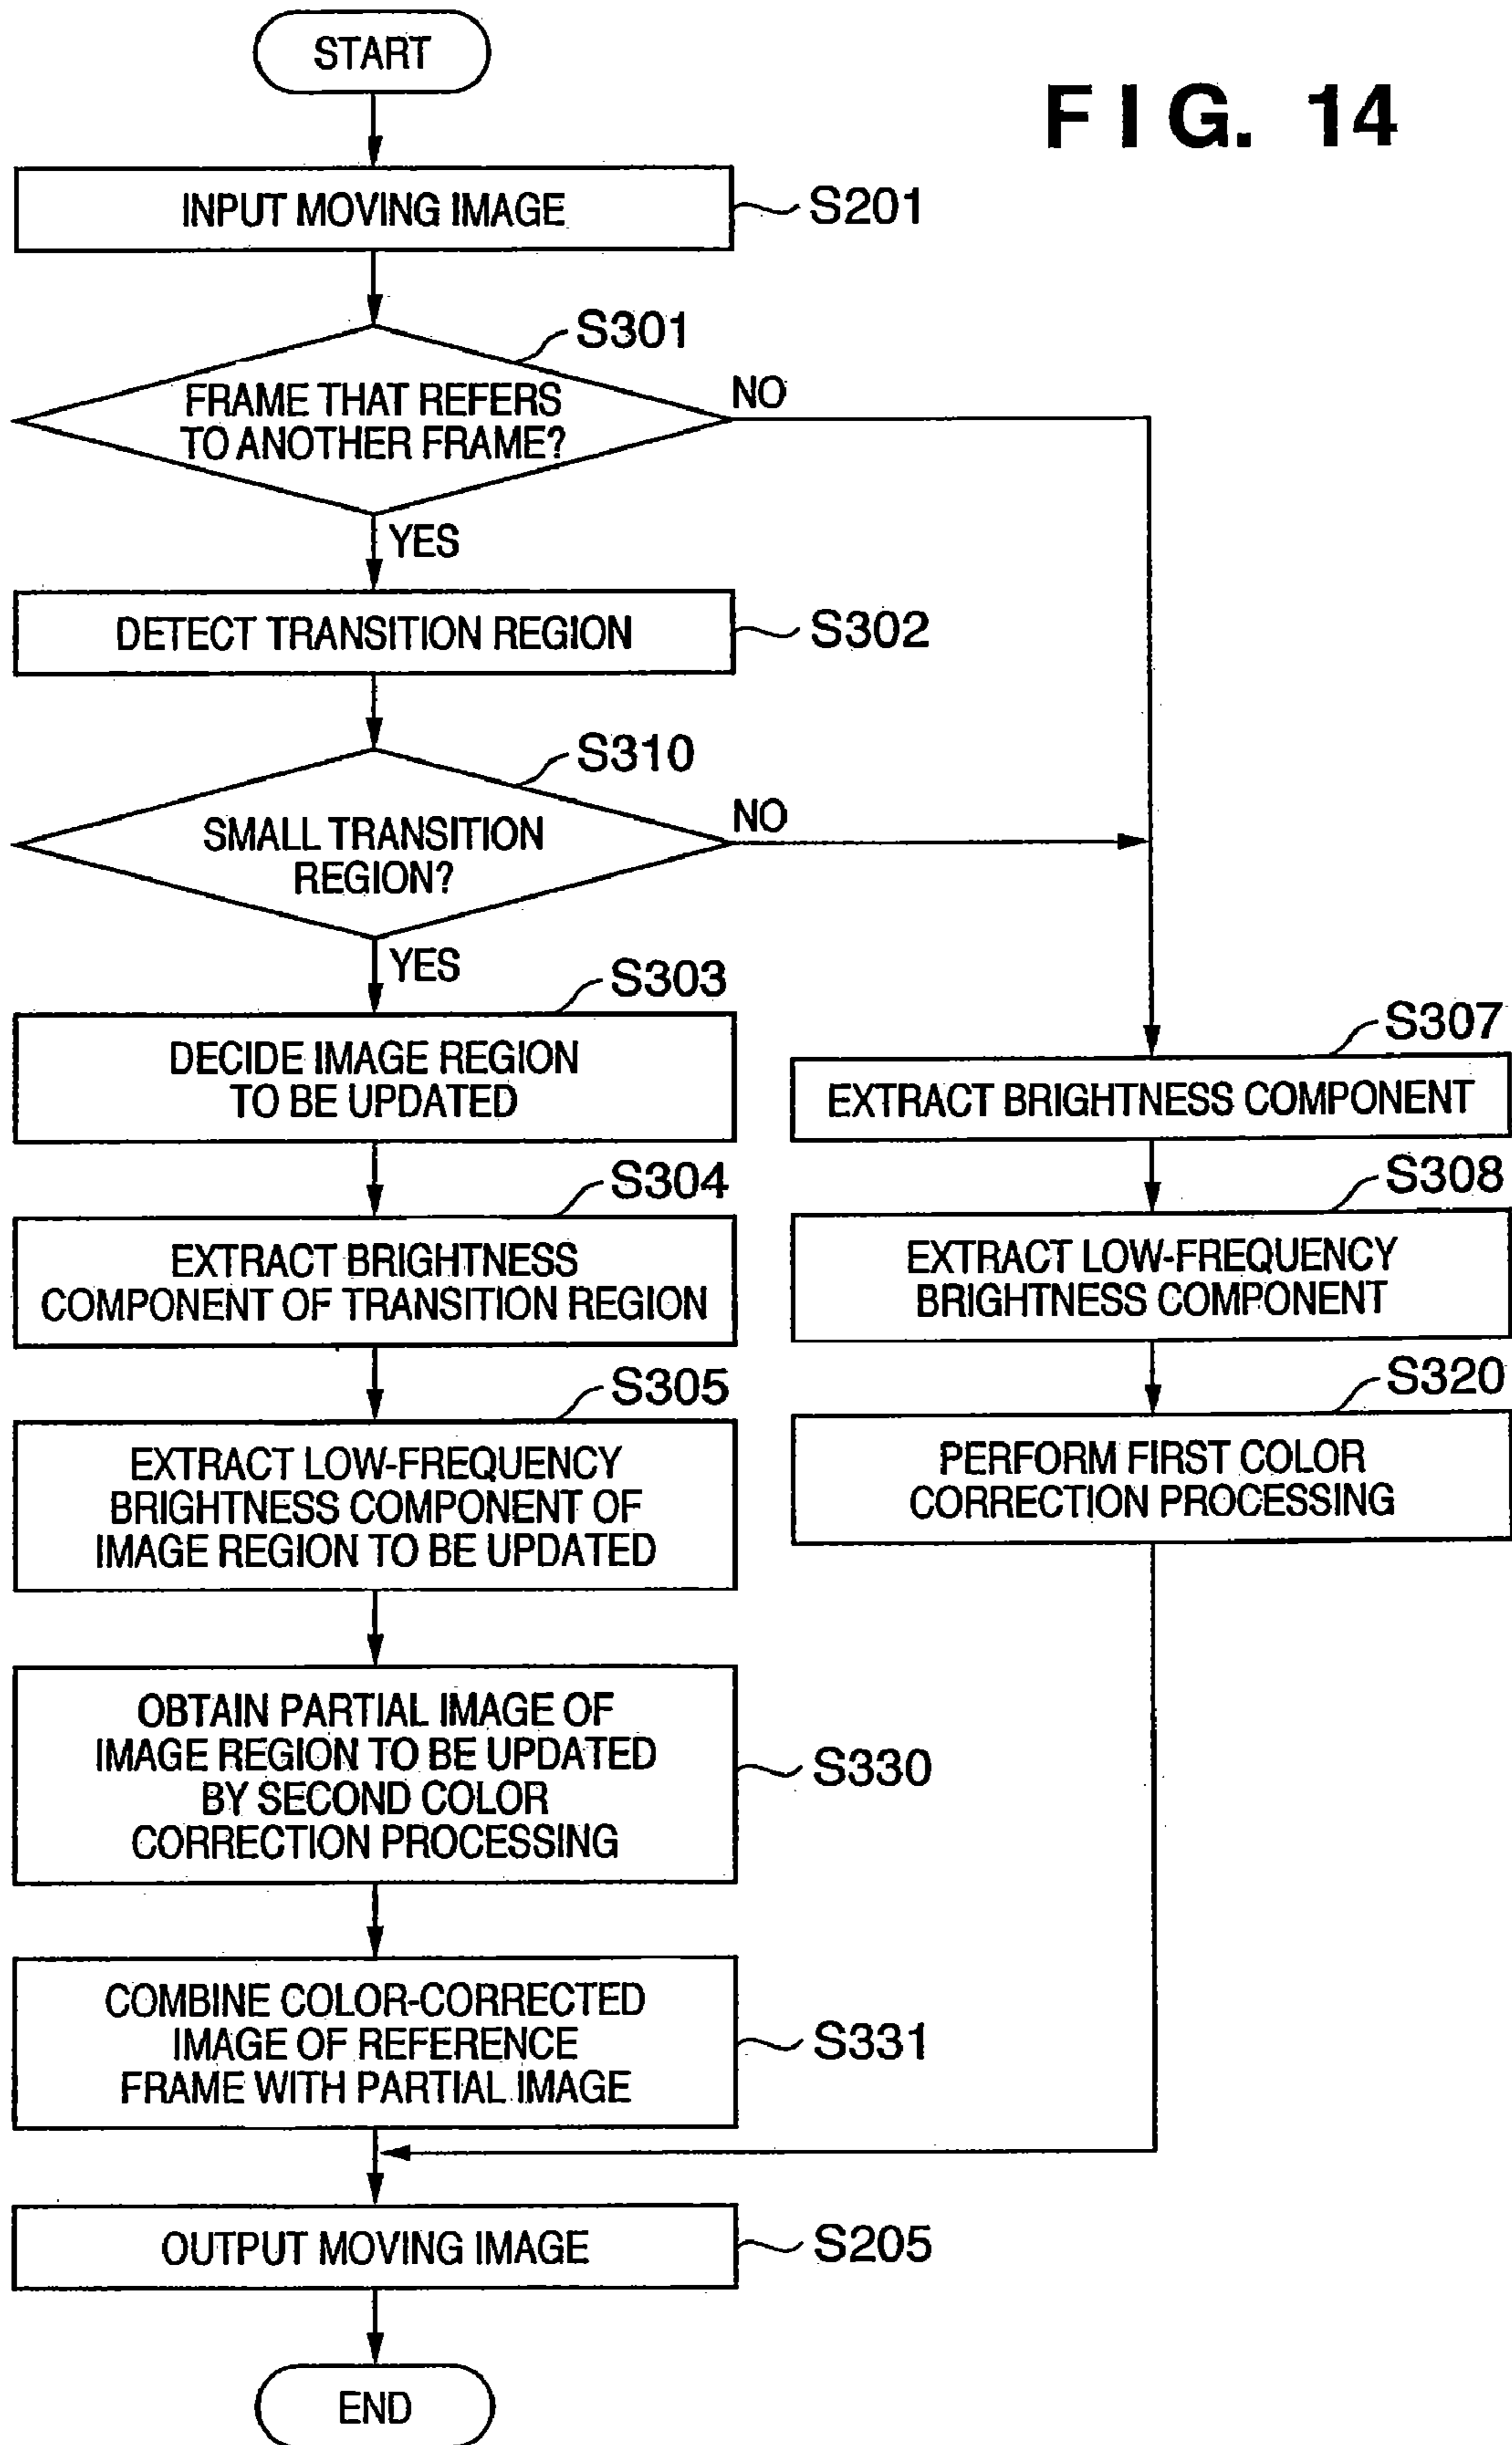 START
FIG. 14
INPUT MOVING IMAGE
S201
S301
FRAME THAT REFERS
TO ANOTHER FRAME?
NO
YES
DETECT TRANSITION REGION
S302
S310
SMALL TRANSITION
REGION?
NO
YES
S303
DECIDE IMAGE REGION
TO BE UPDATED
S304
EXTRACT BRIGHTNESS
COMPONENT OF TRANSITION REGION
S305
EXTRACT LOW-FREQUENCY
BRIGHTNESS COMPONENT OF
IMAGE REGION TO BE UPDATED
OBTAIN PARTIAL IMAGE OF
IMAGE REGION TO BE UPDATED
BY SECOND COLOR
CORRECTION PROCESSING
S330
COMBINE COLOR-CORRECTED
IMAGE OF REFERENCE
FRAME WITH PARTIAL IMAGE
S331
S307
EXTRACT BRIGHTNESS COMPONENT
S308
EXTRACT LOW-FREQUENCY
BRIGHTNESS COMPONENT
S320
PERFORM FIRST COLOR
CORRECTION PROCESSING
OUTPUT MOVING IMAGE
S205
END